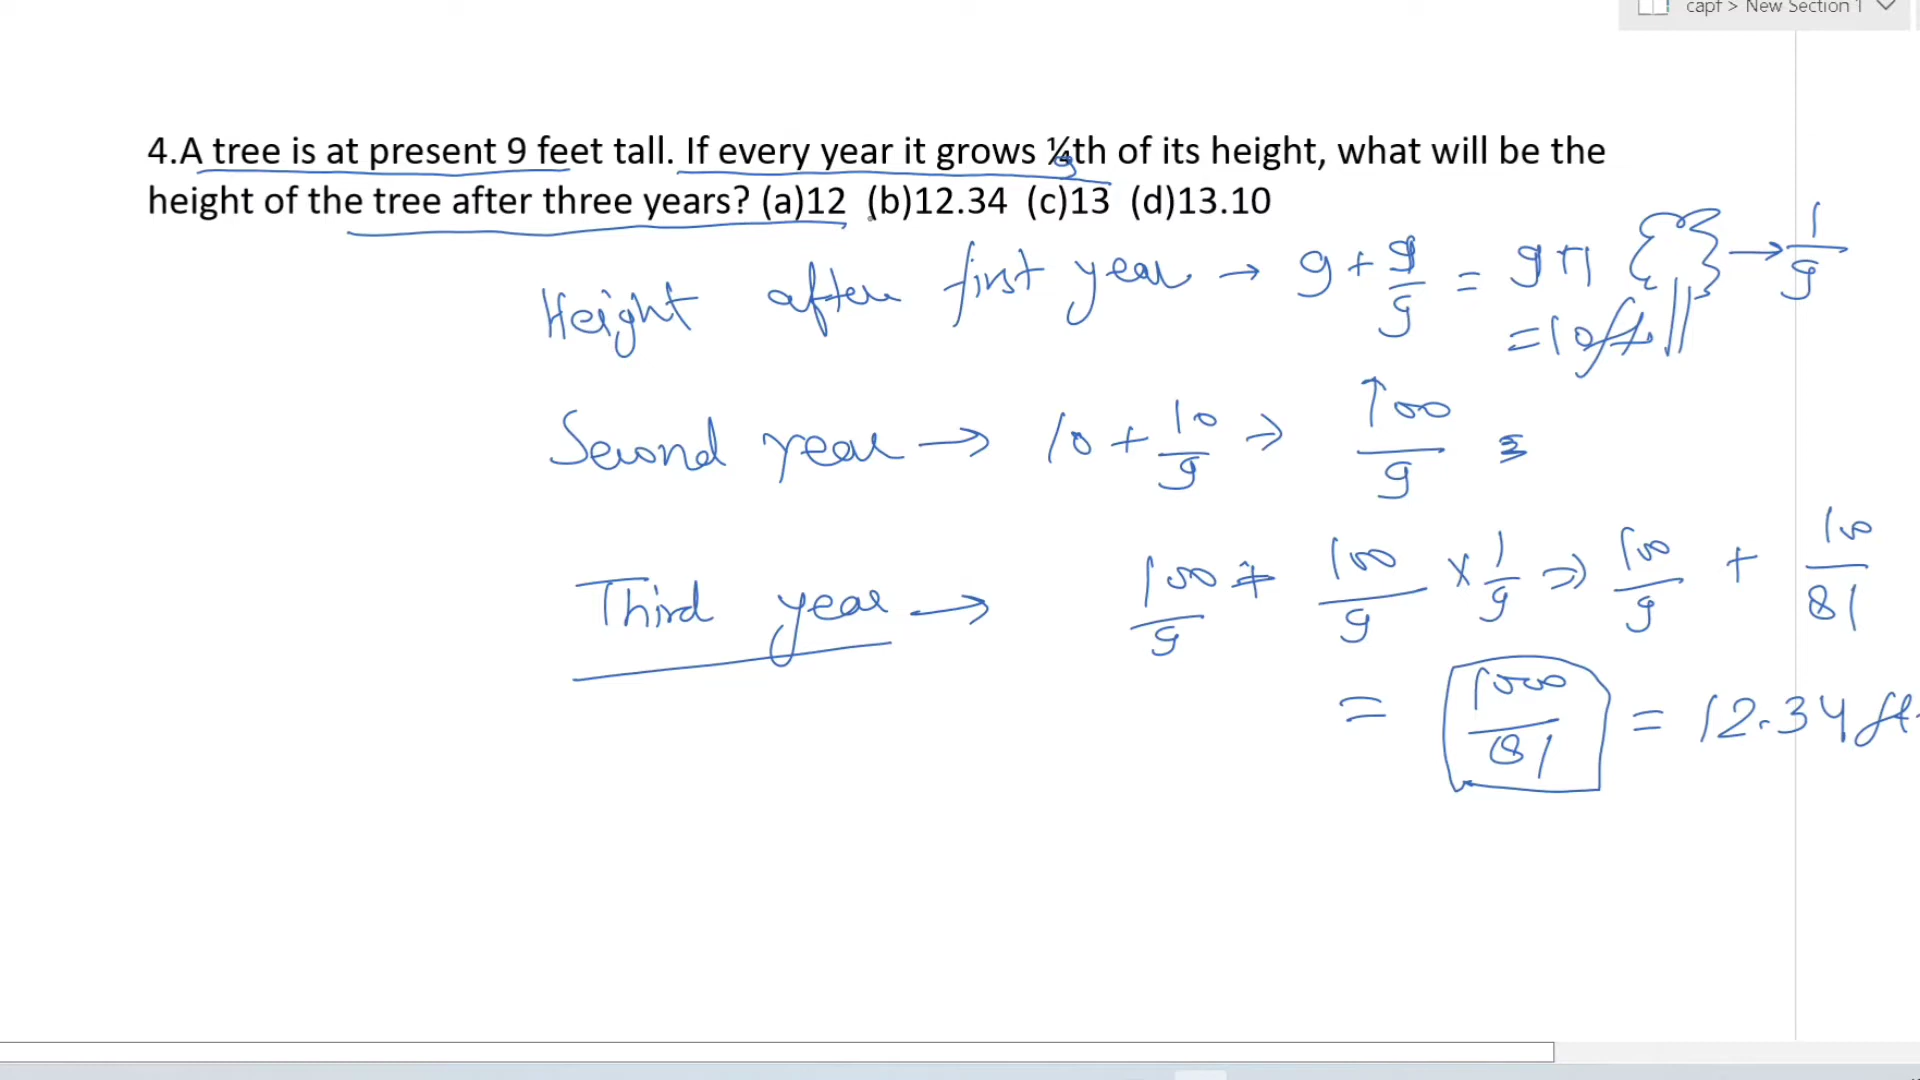 capf > New Section 1
4.A tree is at present 9 feet tall. If every year it grows 1/9th of its height, what will be the
height of the tree after three years? (a)12 (b)12.34 (c)13 (d)13.10
Height after first year → 9 + 9/9 = 9+1 { } → 1/9
= 10ft.
Second year → 10 + 10/9 ⇒ 100/9 =
Third year → 100/9 + 100/9 × 1/9 ⇒ 100/9 + 100/81
= 1000/81 = 12.34 ft.